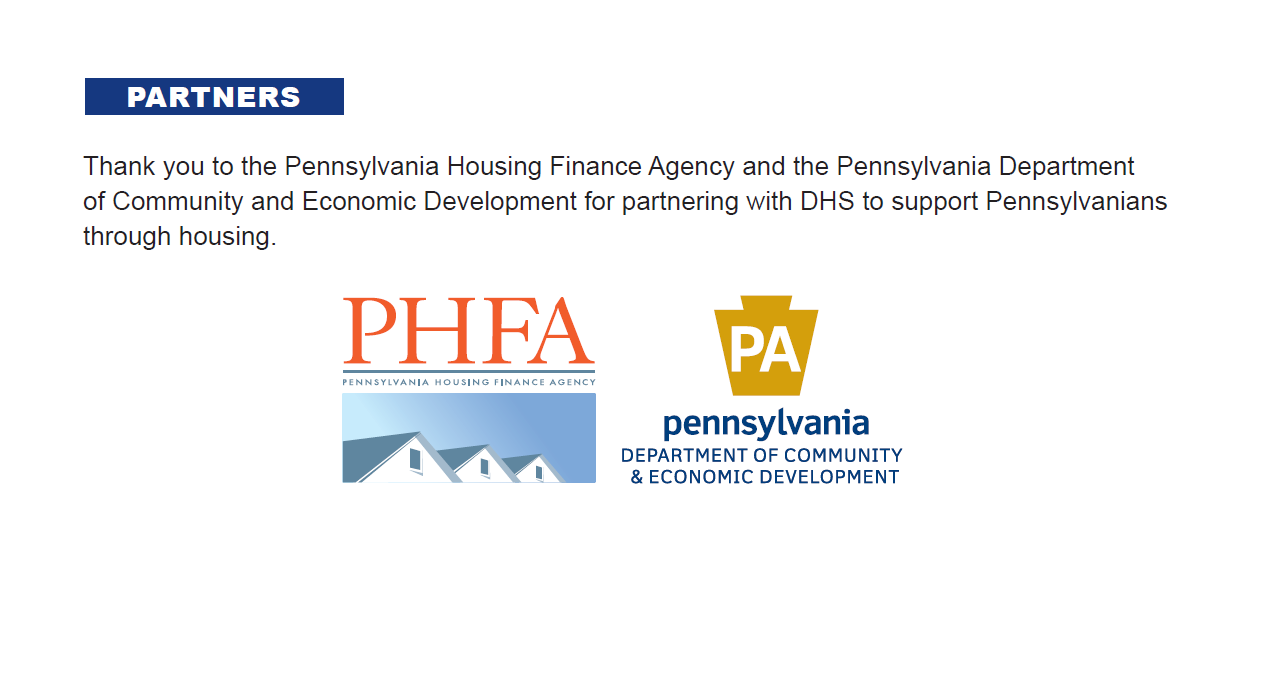 PARTNERS
Thank you to the Pennsylvania Housing Finance Agency and the Pennsylvania Department
of Community and Economic Development for partnering with DHS to support Pennsylvanians
through housing.
PHFA
PENNSYLVANIA HOUSING FINANCE AGENCY
PA
pennsylvania
DEPARTMENT OF COMMUNITY
& ECONOMIC DEVELOPMENT